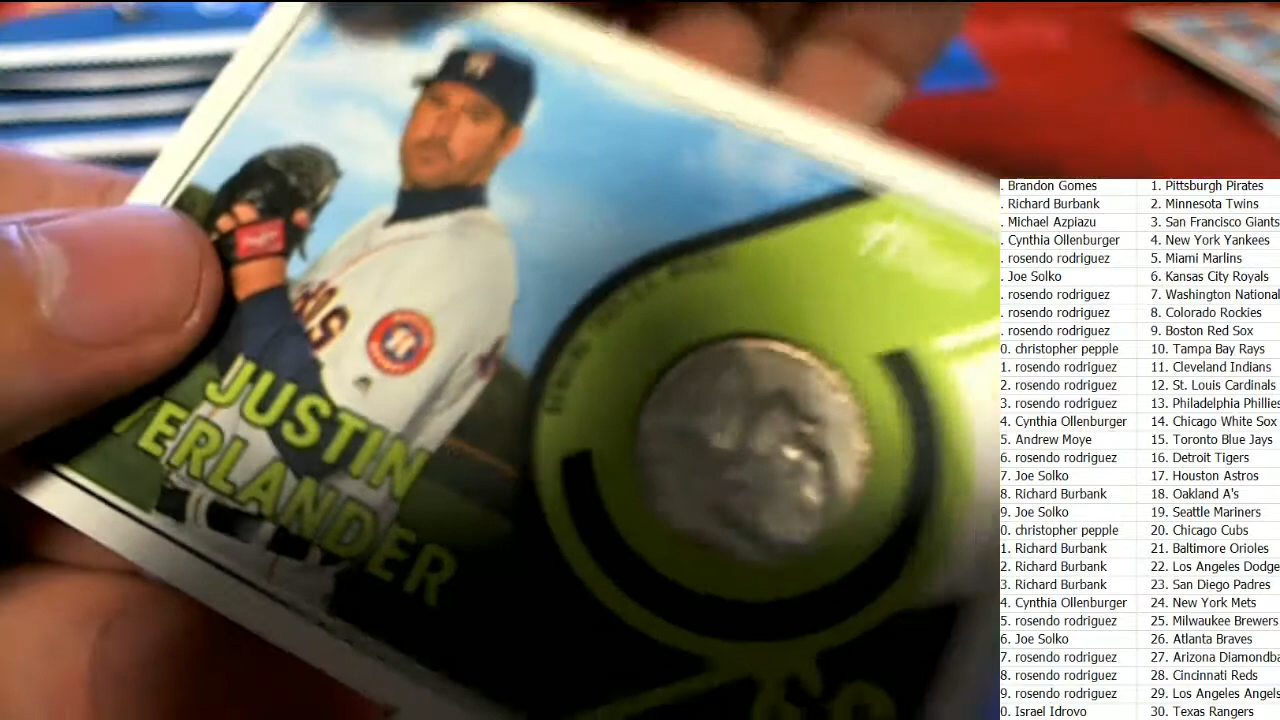 JUSTIN
VERLANDER
. Brandon Gomes 1. Pittsburgh Pirates
. Richard Burbank 2. Minnesota Twins
. Michael Azpiazu 3. San Francisco Giants
. Cynthia Ollenburger 4. New York Yankees
. rosendo rodriguez 5. Miami Marlins
. Joe Solko 6. Kansas City Royals
. rosendo rodriguez 7. Washington National
. rosendo rodriguez 8. Colorado Rockies
. rosendo rodriguez 9. Boston Red Sox
0. christopher pepple 10. Tampa Bay Rays
1. rosendo rodriguez 11. Cleveland Indians
2. rosendo rodriguez 12. St. Louis Cardinals
3. rosendo rodriguez 13. Philadelphia Phillies
4. Cynthia Ollenburger 14. Chicago White Sox
5. Andrew Moye 15. Toronto Blue Jays
6. rosendo rodriguez 16. Detroit Tigers
7. Joe Solko 17. Houston Astros
8. Richard Burbank 18. Oakland A's
9. Joe Solko 19. Seattle Mariners
0. christopher pepple 20. Chicago Cubs
1. Richard Burbank 21. Baltimore Orioles
2. Richard Burbank 22. Los Angeles Dodge
3. Richard Burbank 23. San Diego Padres
4. Cynthia Ollenburger 24. New York Mets
5. rosendo rodriguez 25. Milwaukee Brewers
6. Joe Solko 26. Atlanta Braves
7. rosendo rodriguez 27. Arizona Diamondba
8. rosendo rodriguez 28. Cincinnati Reds
9. rosendo rodriguez 29. Los Angeles Angels
0. Israel Idrovo 30. Texas Rangers